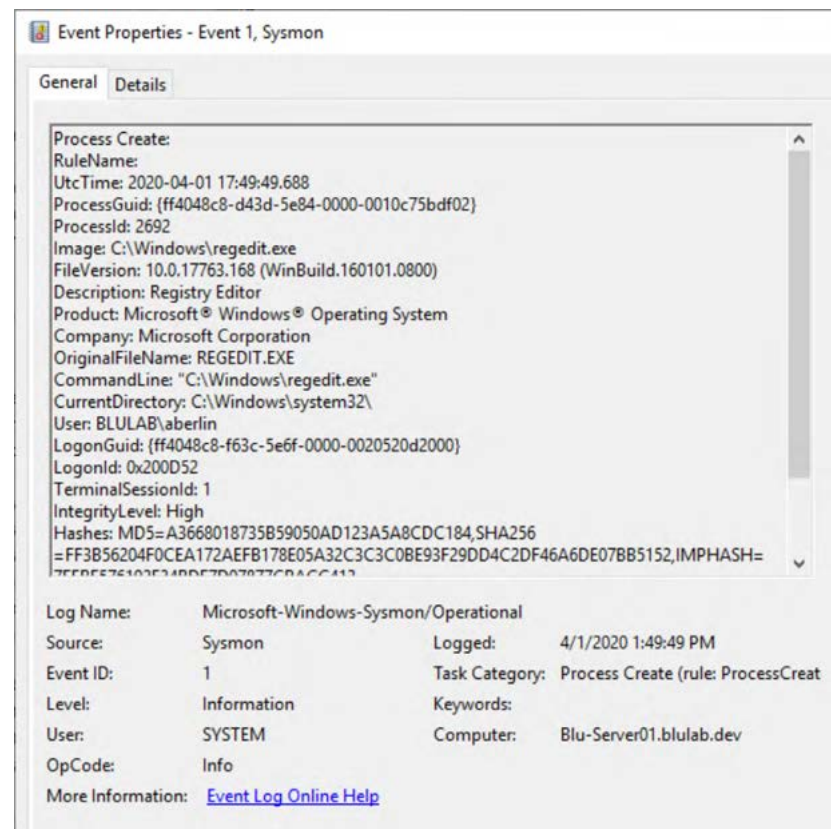 Event Properties - Event 1, Sysmon
General Details
Process Create:
RuleName:
UtcTime: 2020-04-01 17:49:49.688
ProcessGuid: {ff4048c8-d43d-5e84-0000-0010c75bdf02}
ProcessId: 2692
Image: C:\Windows\regedit.exe
FileVersion: 10.0.17763.168 (WinBuild.160101.0800)
Description: Registry Editor
Product: Microsoft® Windows® Operating System
Company: Microsoft Corporation
OriginalFileName: REGEDIT.EXE
CommandLine: "C:\Windows\regedit.exe"
CurrentDirectory: C:\Windows\system32\
User: BLULAB\aberlin
LogonGuid: {ff4048c8-f63c-5e6f-0000-0020520d2000}
LogonId: 0x200D52
TerminalSessionId: 1
IntegrityLevel: High
Hashes: MD5=A3668018735B59050AD123A5A8CDC184,SHA256
=FF3B56204F0CEA172AEFB178E05A32C3C3C0BE93F29DD4C2DF46A6DE07BB5152,IMPHASH=
Log Name: Microsoft-Windows-Sysmon/Operational
Source: Sysmon Logged: 4/1/2020 1:49:49 PM
Event ID: 1 Task Category: Process Create (rule: ProcessCreat
Level: Information Keywords:
User: SYSTEM Computer: Blu-Server01.blulab.dev
OpCode: Info
More Information: Event Log Online Help